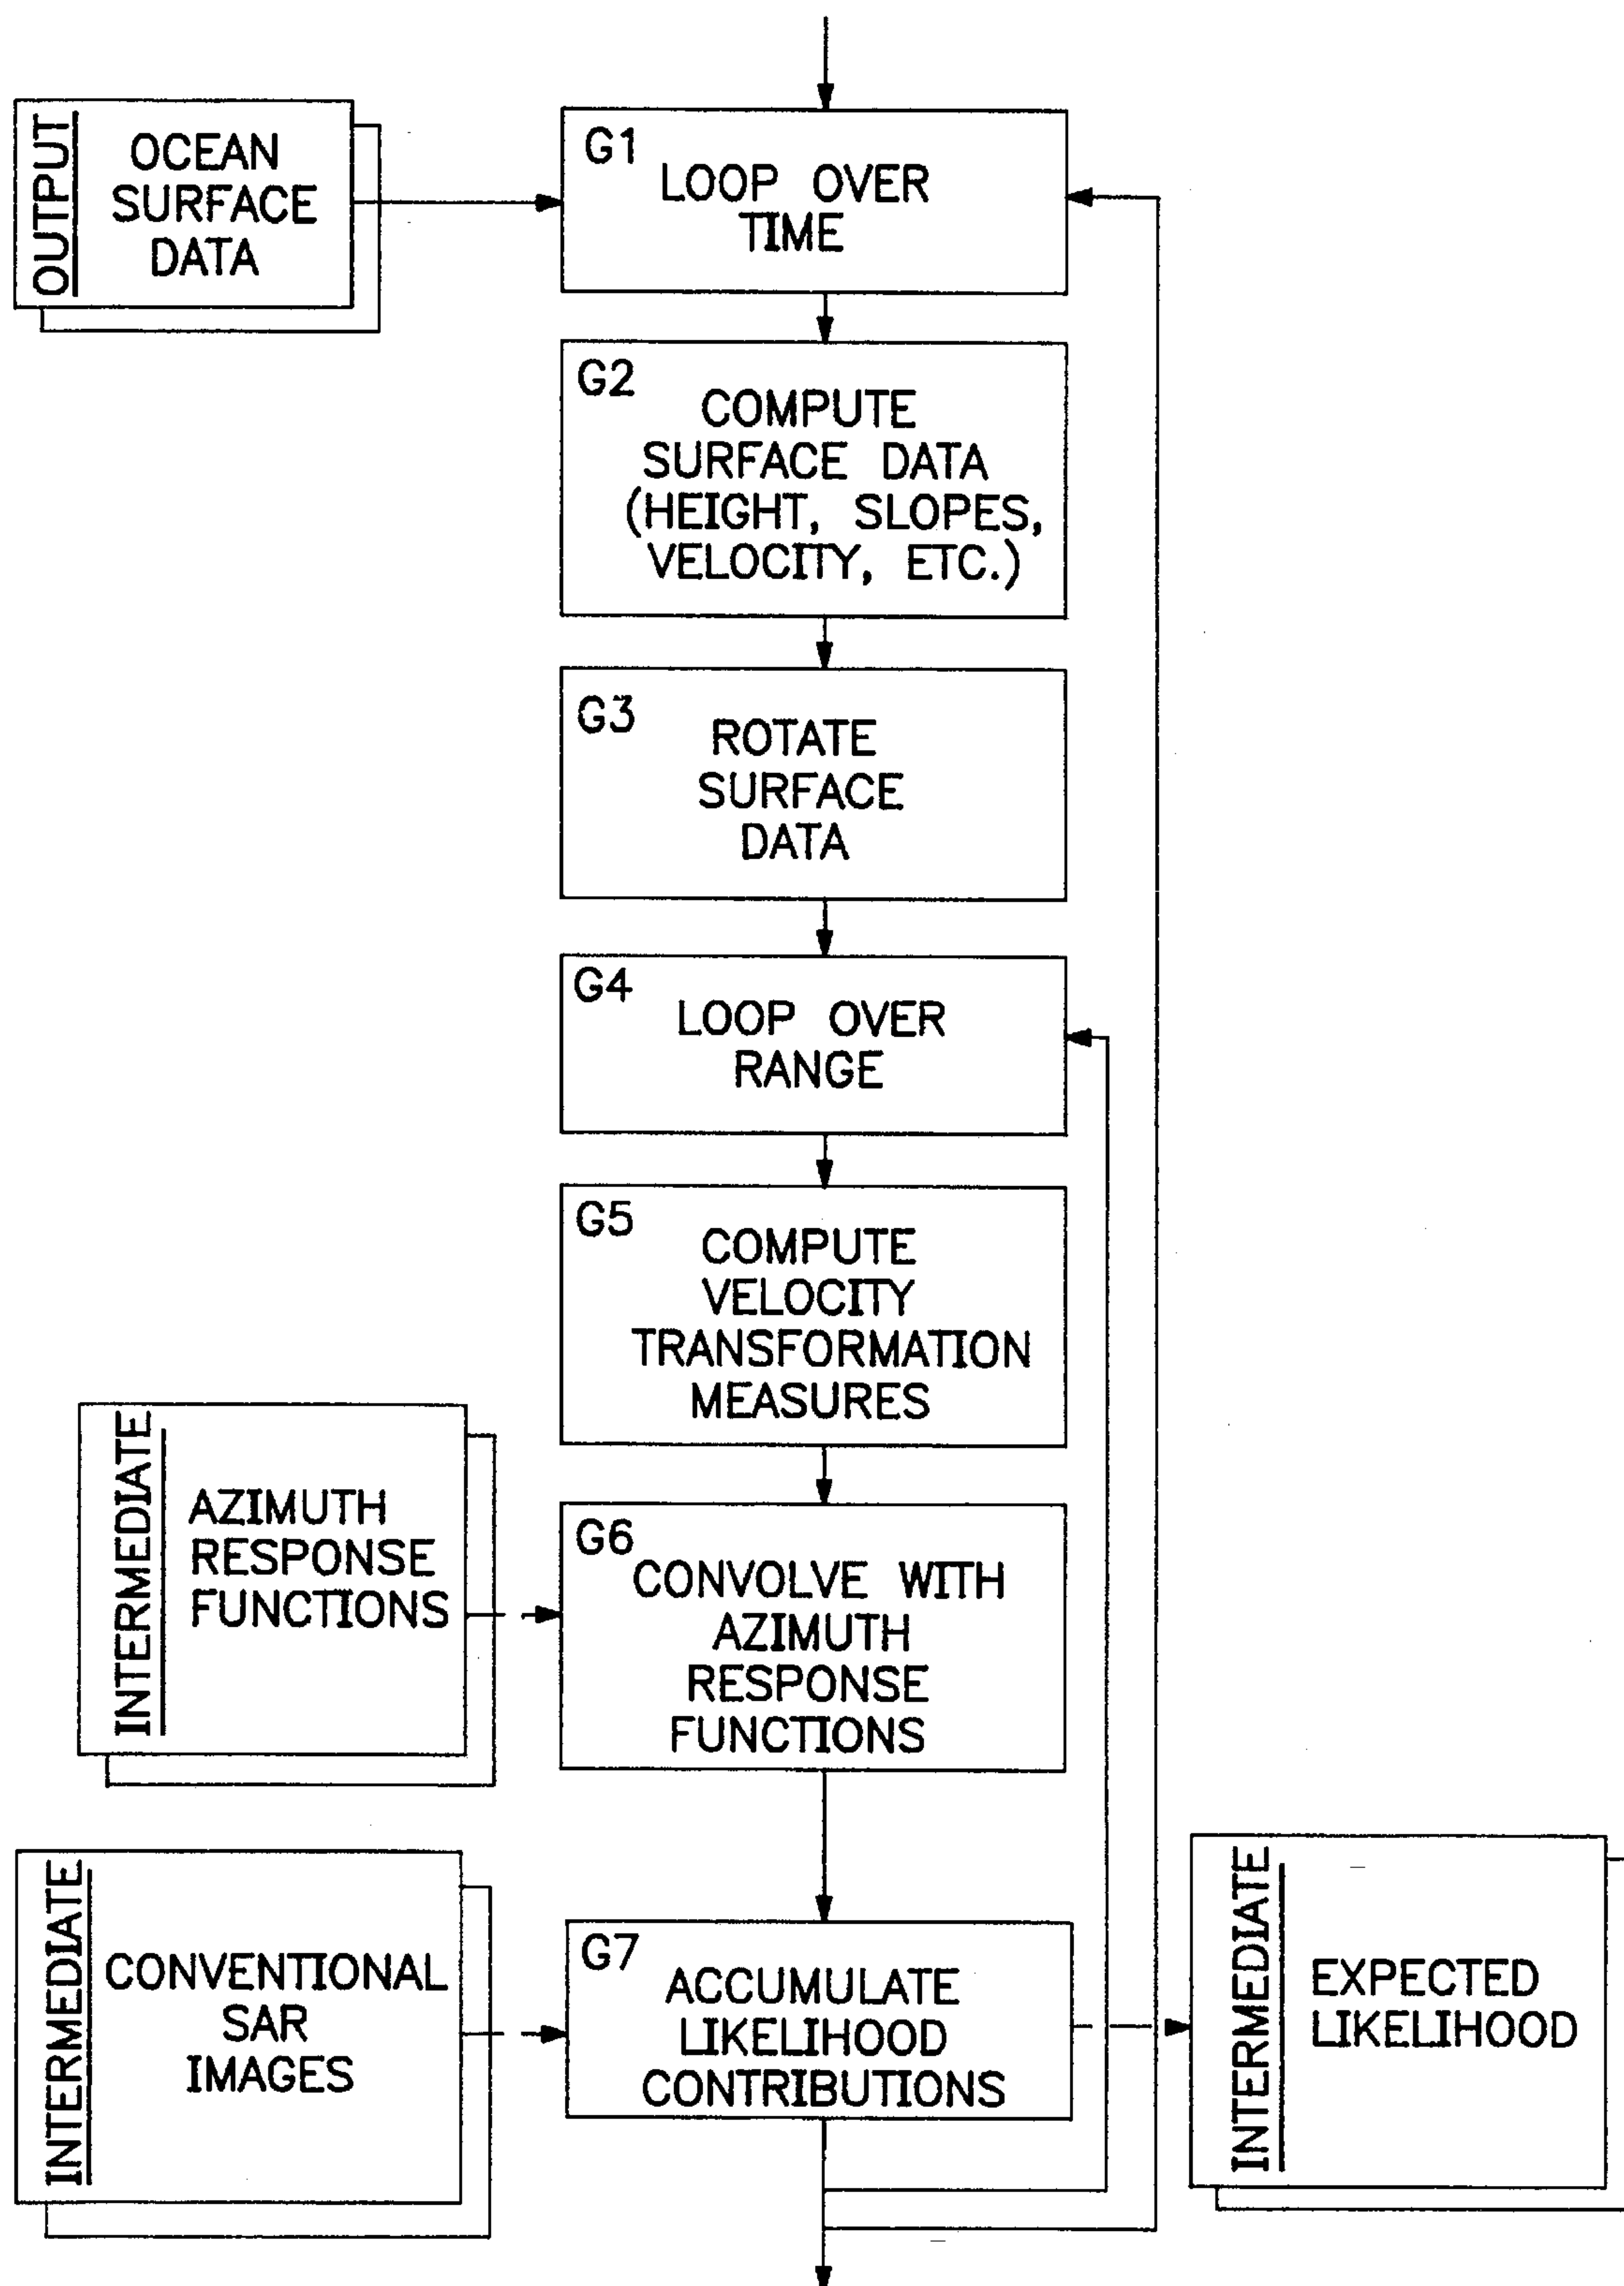 OUTPUT
OCEAN
SURFACE
DATA
G1
LOOP OVER
TIME
G2
COMPUTE
SURFACE DATA
(HEIGHT, SLOPES,
VELOCITY, ETC.)
G3
ROTATE
SURFACE
DATA
G4
LOOP OVER
RANGE
G5
COMPUTE
VELOCITY
TRANSFORMATION
MEASURES
INTERMEDIATE
AZIMUTH
RESPONSE
FUNCTIONS
G6
CONVOLVE WITH
AZIMUTH
RESPONSE
FUNCTIONS
INTERMEDIATE
CONVENTIONAL
SAR
IMAGES
G7
ACCUMULATE
LIKELIHOOD
CONTRIBUTIONS
INTERMEDIATE
EXPECTED
LIKELIHOOD